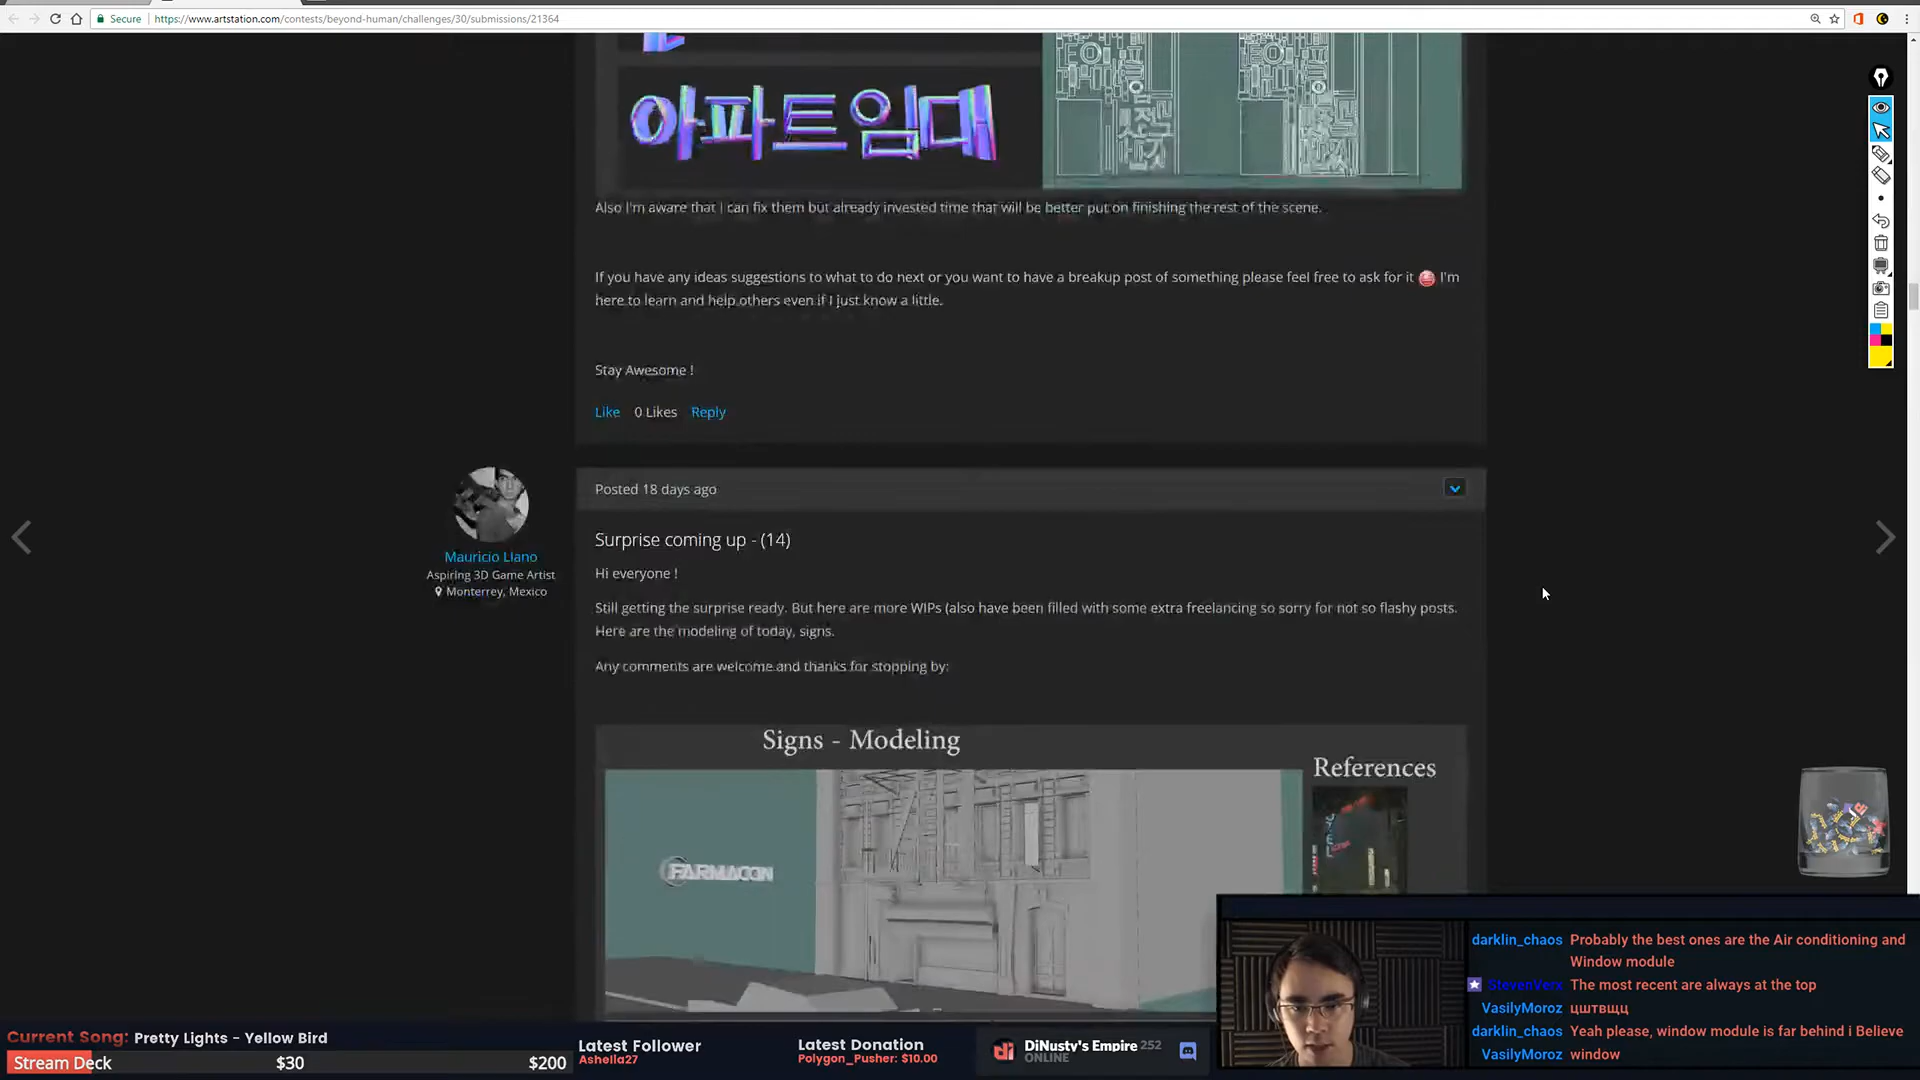 Secure
https://www.artstation.com/contests/beyond-human/challenges/30/submissions/21364
아파트임대
Also I'm aware that I can fix them but already invested time that will be better put on finishing the rest of the scene.
If you have any ideas suggestions to what to do next or you want to have a breakup post of something please feel free to ask for it I'm
here to learn and help others even if I just know a little.
Stay Awesome !
Like 0 Likes Reply
Posted 18 days ago
Mauricio Llano
Aspiring 3D Game Artist
Monterrey, Mexico
Surprise coming up - (14)
Hi everyone !
Still getting the surprise ready. But here are more WIPs (also have been filled with some extra freelancing so sorry for not so flashy posts.
Here are the modeling of today, signs.
Any comments are welcome and thanks for stopping by:
Signs - Modeling
References
FARMACON
darklin_chaos Probably the best ones are the Air conditioning and
Window module
StevenVerx The most recent are always at the top
VasilyMoroz цштвщц
darklin_chaos Yeah please, window module is far behind i Believe
VasilyMoroz window
Current Song: Pretty Lights - Yellow Bird
Stream Deck $30 $200
Latest Follower
Ashella27
Latest Donation
Polygon_Pusher: $10.00
DiNusty's Empire 252
ONLINE